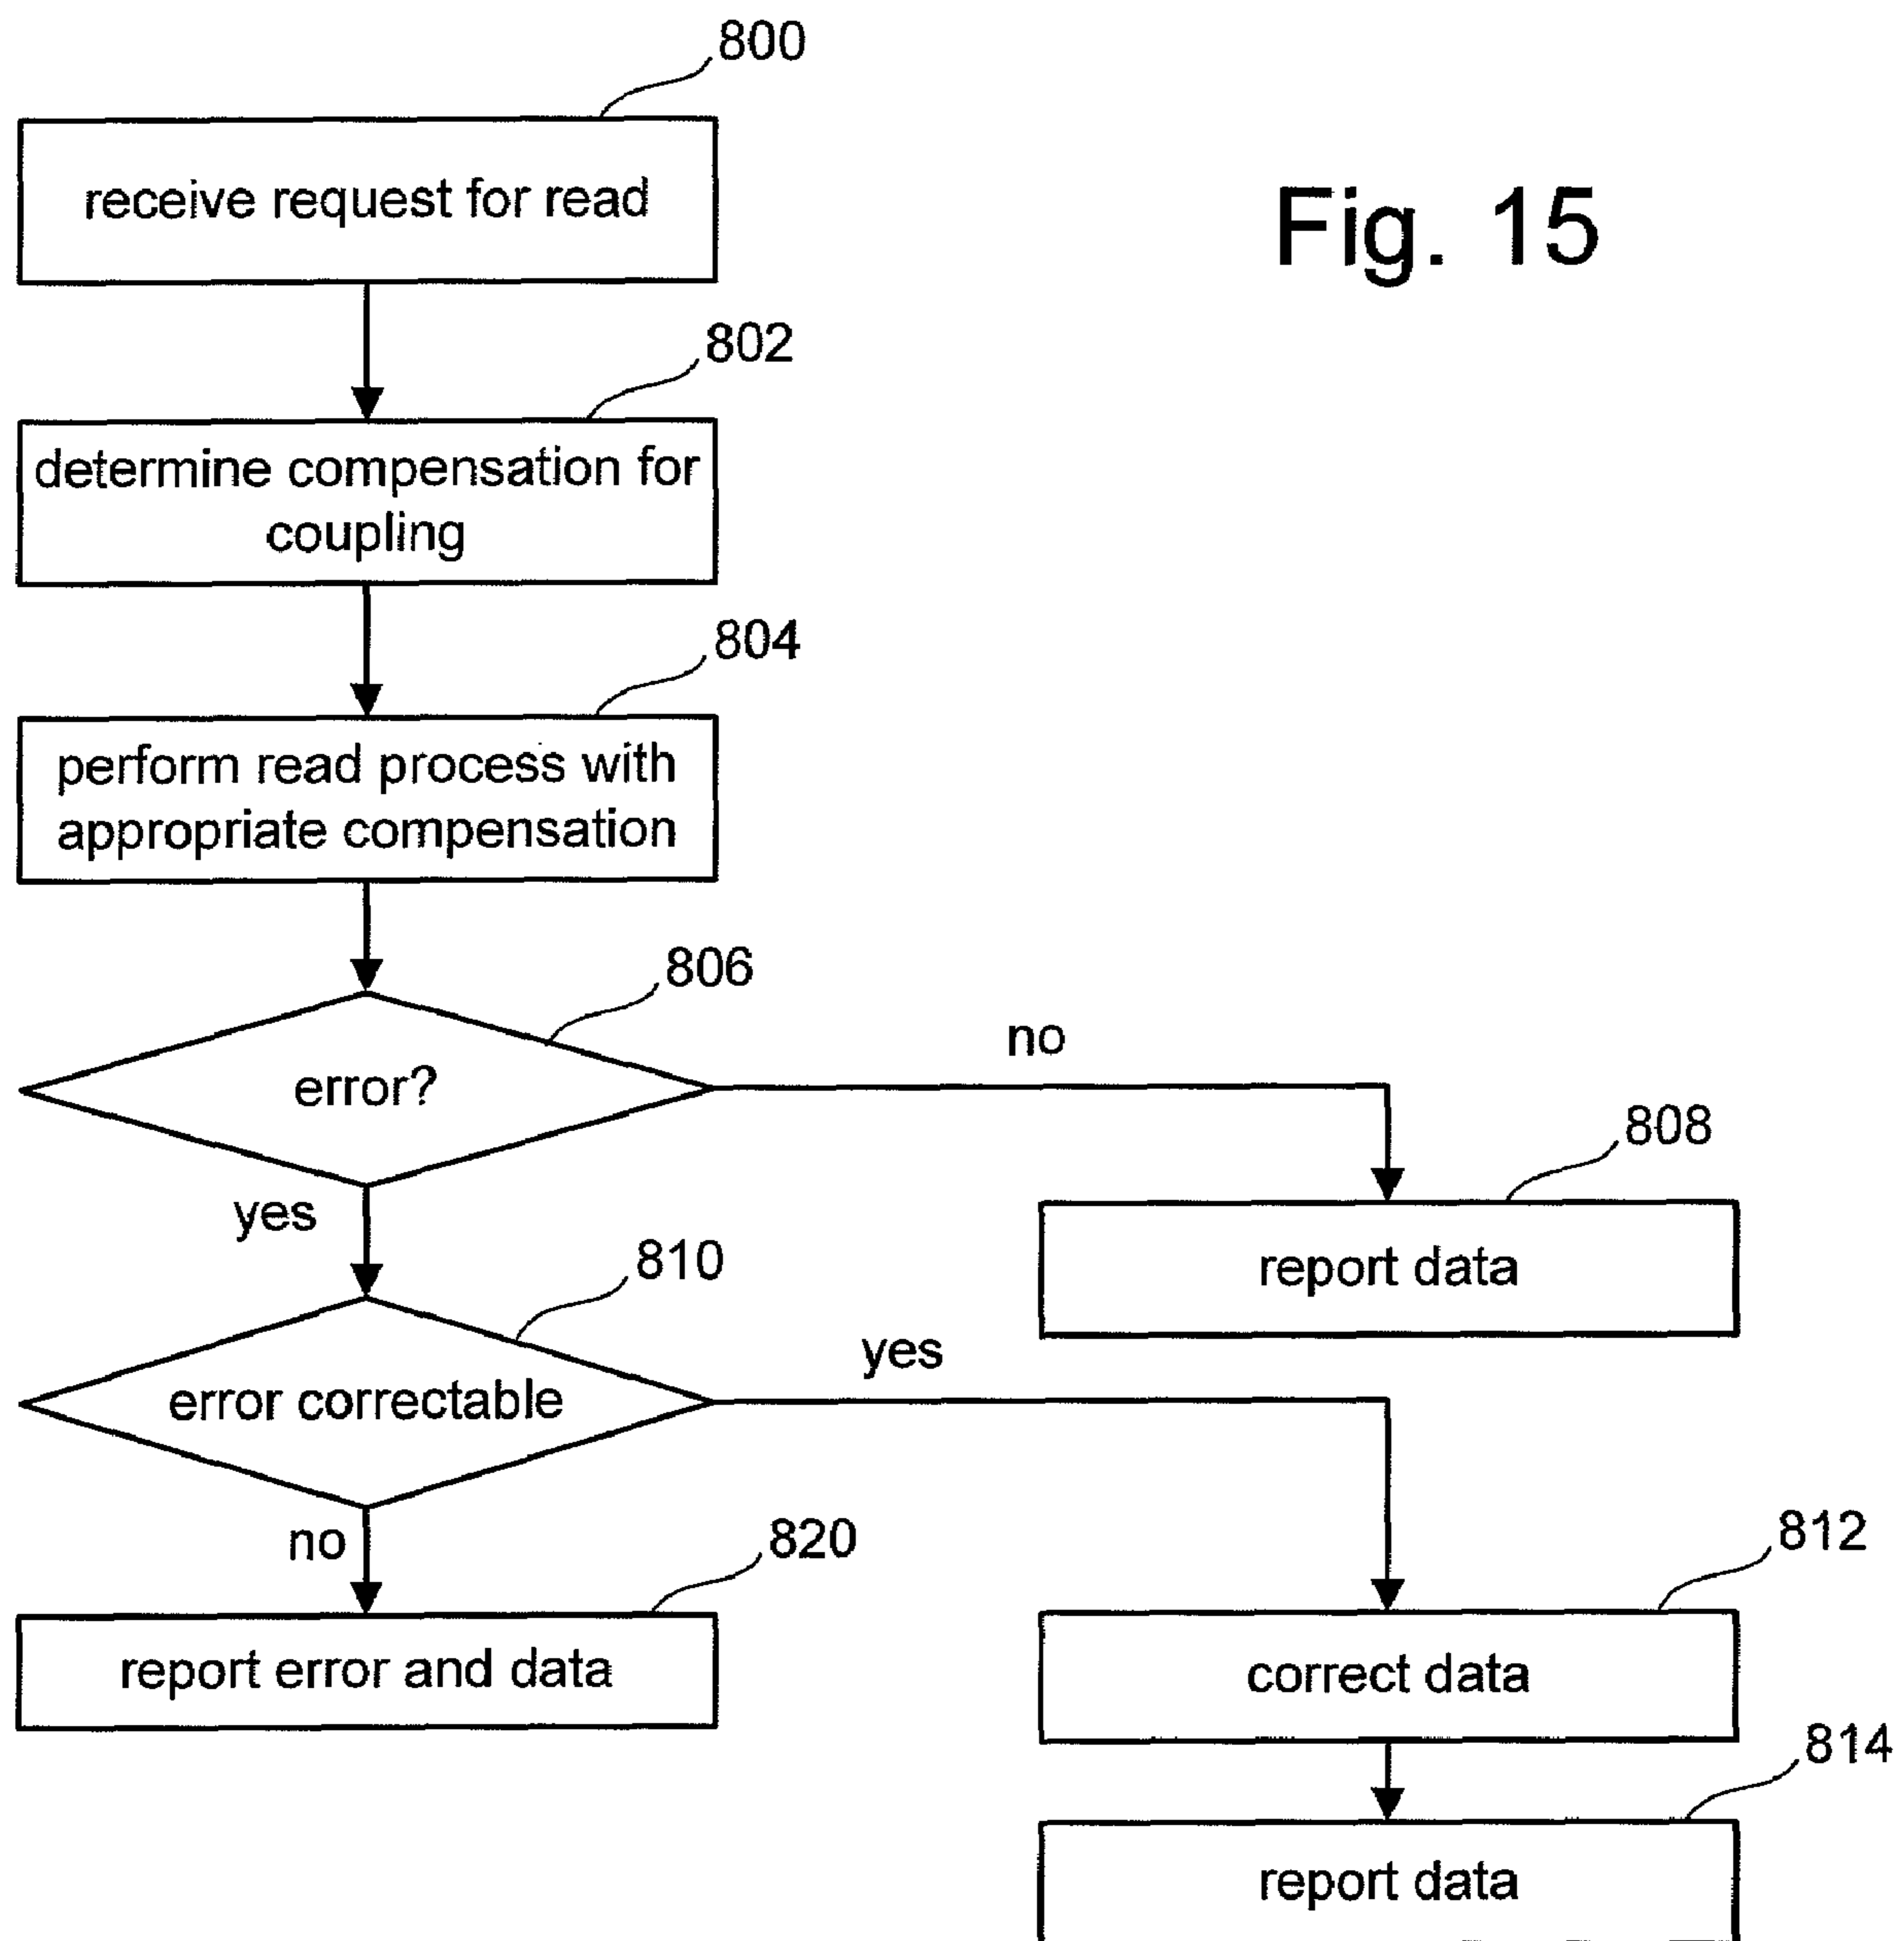 800
receive request for read
Fig. 15
802
determine compensation for
coupling
804
perform read process with
appropriate compensation
806
error?
no
yes
808
report data
810
error correctable
yes
no
820
report error and data
812
correct data
814
report data